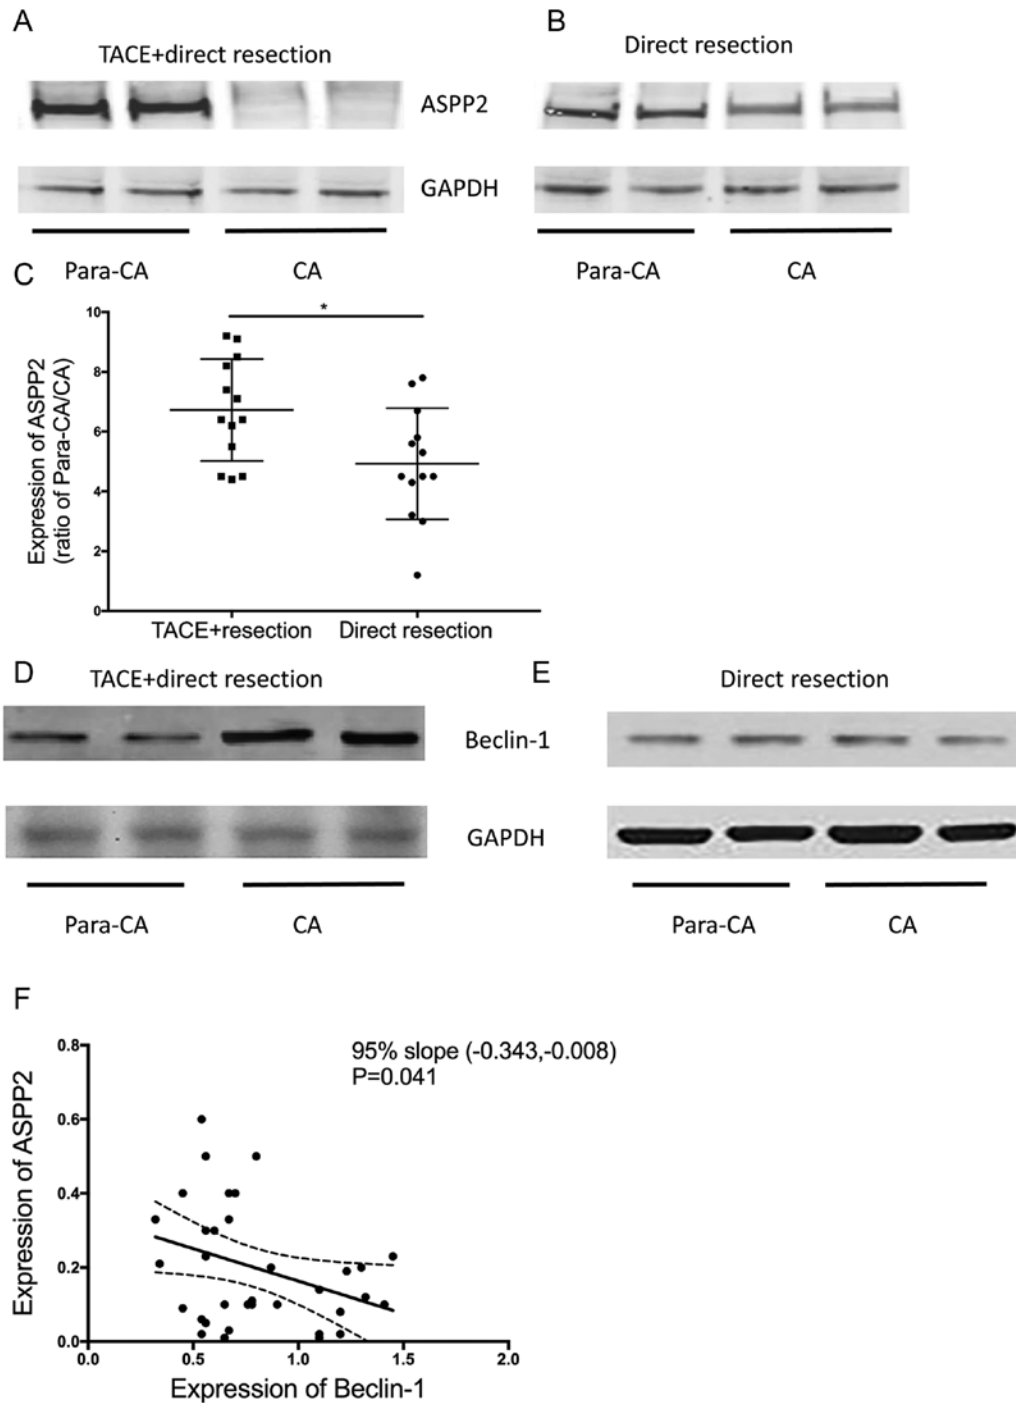 A
B
TACE+direct resection
Direct resection
ASPP2
GAPDH
Para-CA
CA
Para-CA
CA
C
*
10
8
6
4
2
0
Expression of ASPP2
(ratio of Para-CA/CA)
TACE+resection
Direct resection
D
E
TACE+direct resection
Direct resection
Beclin-1
GAPDH
Para-CA
CA
Para-CA
CA
F
95% slope (-0.343,-0.008)
P=0.041
0.8
0.6
0.4
0.2
0.0
Expression of ASPP2
0.0
0.5
1.0
1.5
2.0
Expression of Beclin-1